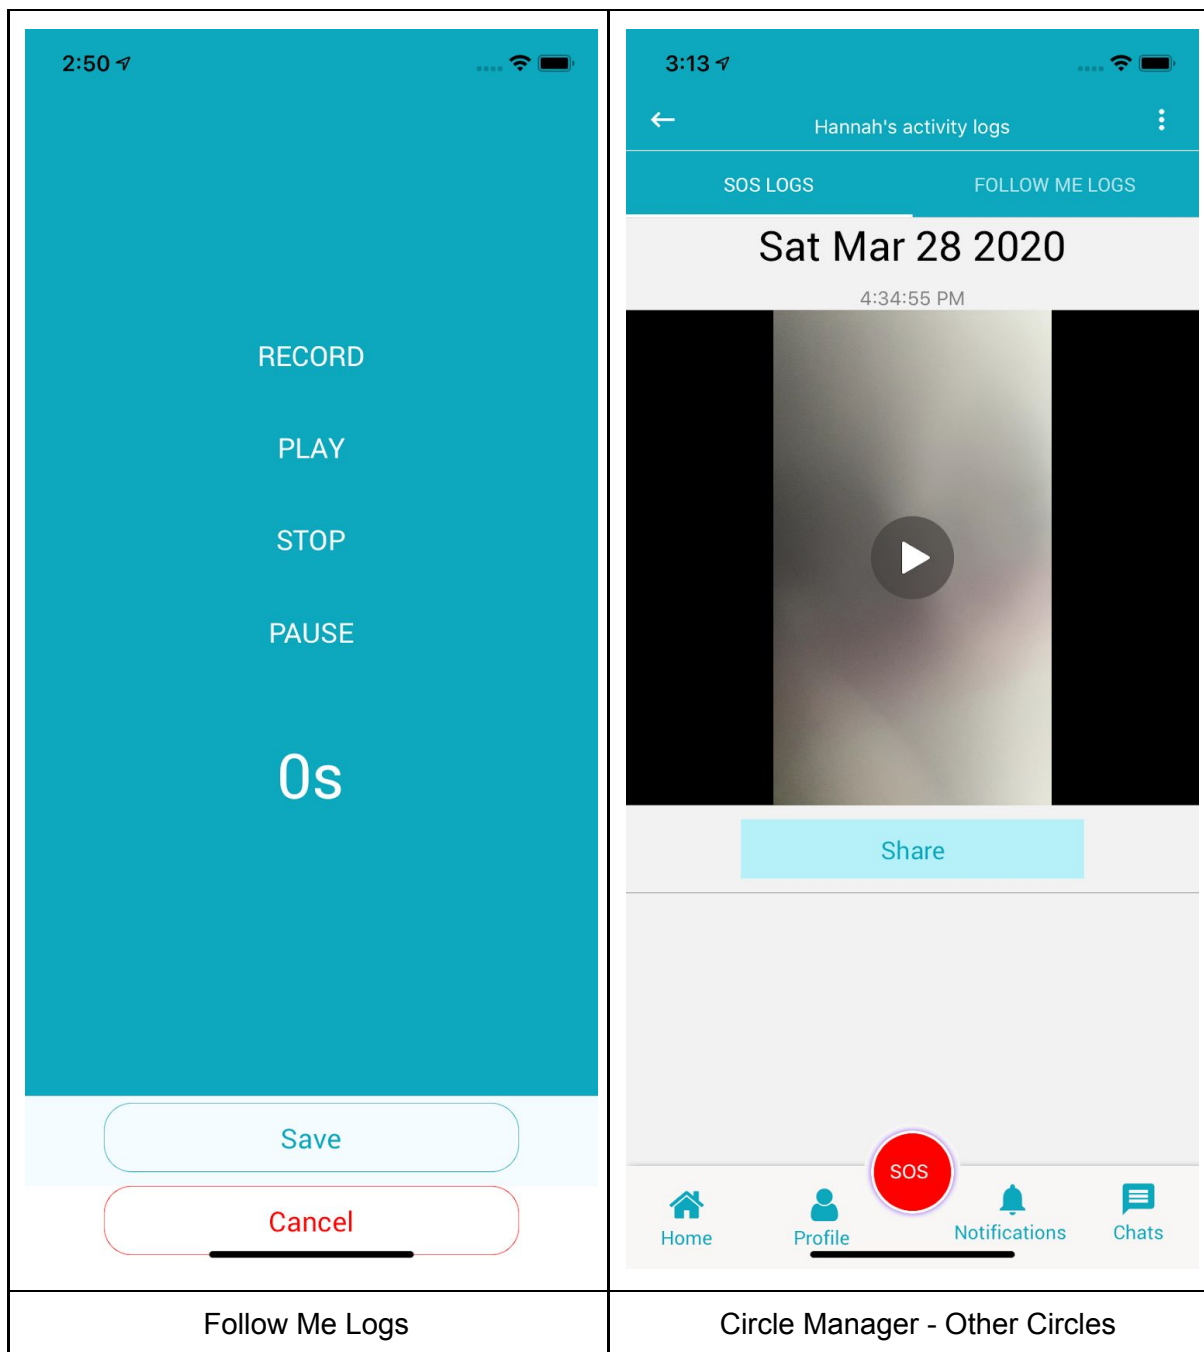 2:50
RECORD
PLAY
STOP
PAUSE
0s
Save
Cancel
Follow Me Logs
3:13
Hannah's activity logs
SOS LOGS FOLLOW ME LOGS
Sat Mar 28 2020
4:34:55 PM
Share
SOS
Home Profile Notifications Chats
Circle Manager - Other Circles